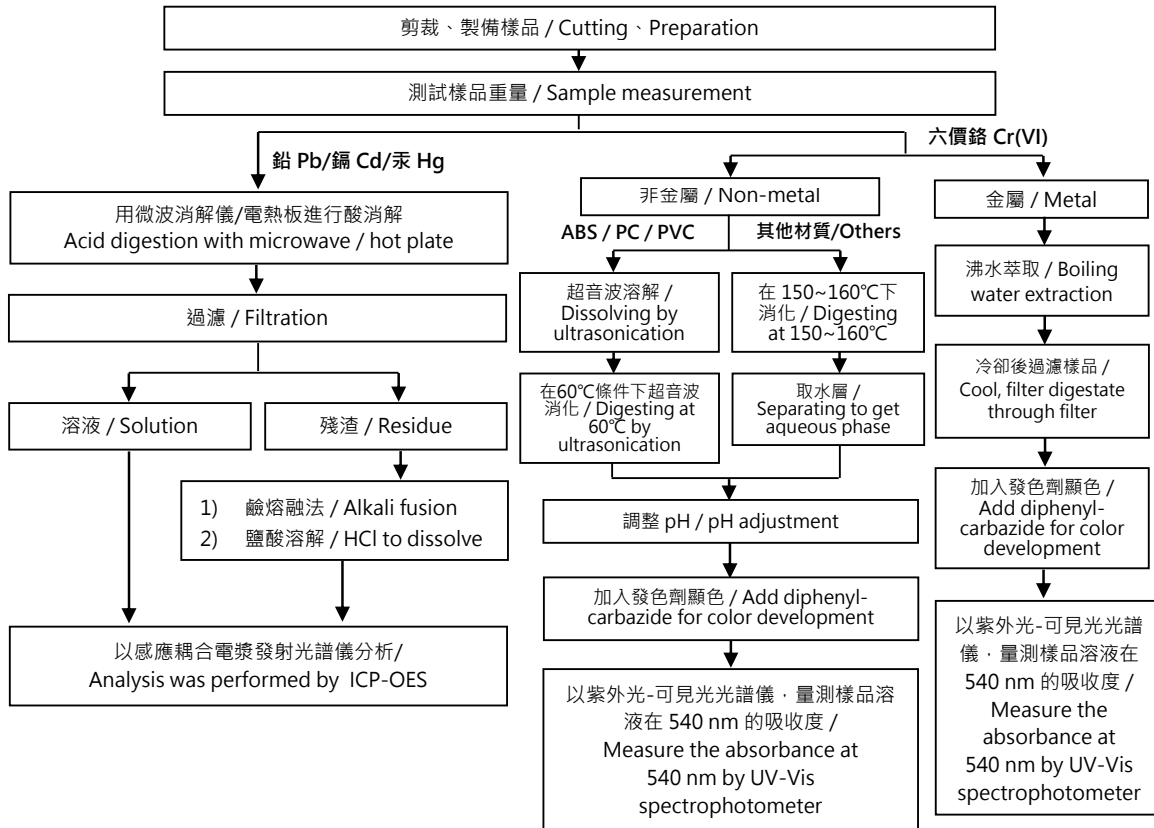 剪裁、製備樣品 / Cutting、Preparation
測試樣品重量 / Sample measurement
鉛 Pb/鎘 Cd/汞 Hg
六價鉻 Cr(VI)
用微波消解儀/電熱板進行酸消解
Acid digestion with microwave / hot plate
過濾 / Filtration
溶液 / Solution
殘渣 / Residue
1) 鹼熔融法 / Alkali fusion
2) 鹽酸溶解 / HCl to dissolve
以感應耦合電漿發射光譜儀分析/
Analysis was performed by ICP-OES
非金屬 / Non-metal
ABS / PC / PVC
其他材質/Others
超音波溶解 /
Dissolving by
ultrasonication
在60℃條件下超音波
消化 / Digesting at
60℃ by
ultrasonication
在 150~160℃下
消化 / Digesting
at 150~160℃
取水層 /
Separating to get
aqueous phase
調整 pH / pH adjustment
加入發色劑顯色 / Add diphenyl-
carbazide for color development
以紫外光-可見光光譜儀，量測樣品溶
液在 540 nm 的吸收度 /
Measure the absorbance at
540 nm by UV-Vis
spectrophotometer
金屬 / Metal
沸水萃取 / Boiling
water extraction
冷卻後過濾樣品 /
Cool, filter digestate
through filter
加入發色劑顯色 /
Add diphenyl-
carbazide for color
development
以紫外光-可見光光譜
儀，量測樣品溶液在
540 nm 的吸收度 /
Measure the
absorbance at
540 nm by UV-Vis
spectrophotometer